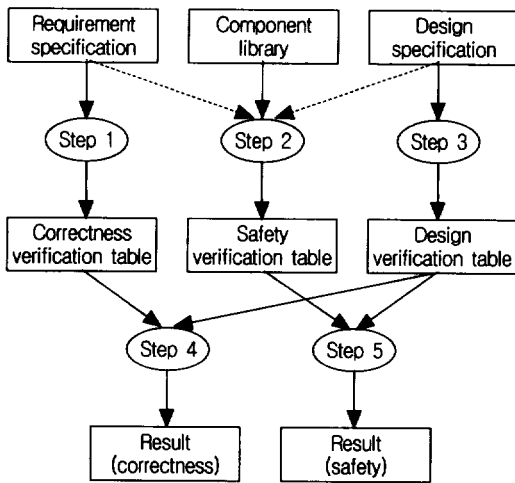 Requirement
specification
Component
library
Design
specification
Step 1
Step 2
Step 3
Correctness
verification table
Safety
verification table
Design
verification table
Step 4
Step 5
Result
(correctness)
Result
(safety)